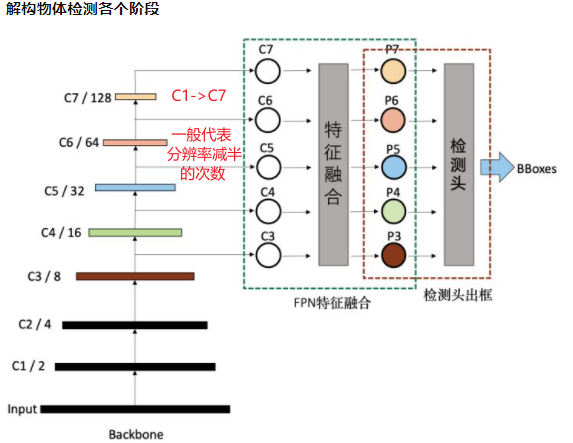 解构物体检测各个阶段
C7 / 128
C1->C7
C7
P7
C6 / 64
一般代表
分辨率减半
的次数
C6
P6
C5 / 32
C5
P5
C4 / 16
C4
P4
C3 / 8
C3
P3
特征融合
检测头
BBoxes
FPN特征融合
检测头出框
C2 / 4
C1 / 2
Input
Backbone